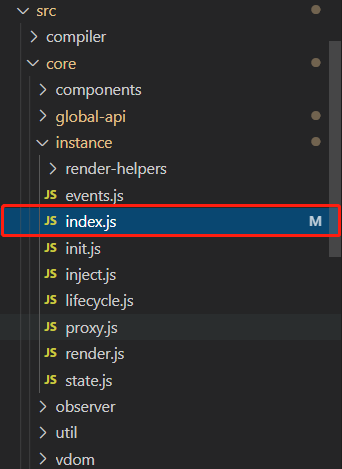 src
compiler
core
components
global-api
instance
render-helpers
JS events.js
JS index.js M
JS init.js
JS inject.js
JS lifecycle.js
JS proxy.js
JS render.js
JS state.js
observer
util
vdom